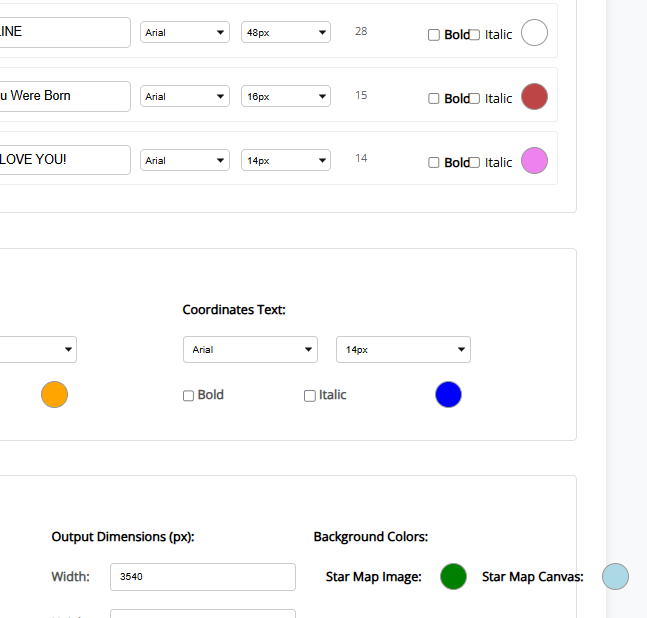 LINE Arial 48px 28 Bold Italic
u Were Born Arial 16px 15 Bold Italic
LOVE YOU! Arial 14px 14 Bold Italic
Coordinates Text:
Arial 14px
Bold Italic
Output Dimensions (px): Background Colors:
Width: 3540 Star Map Image: Star Map Canvas: